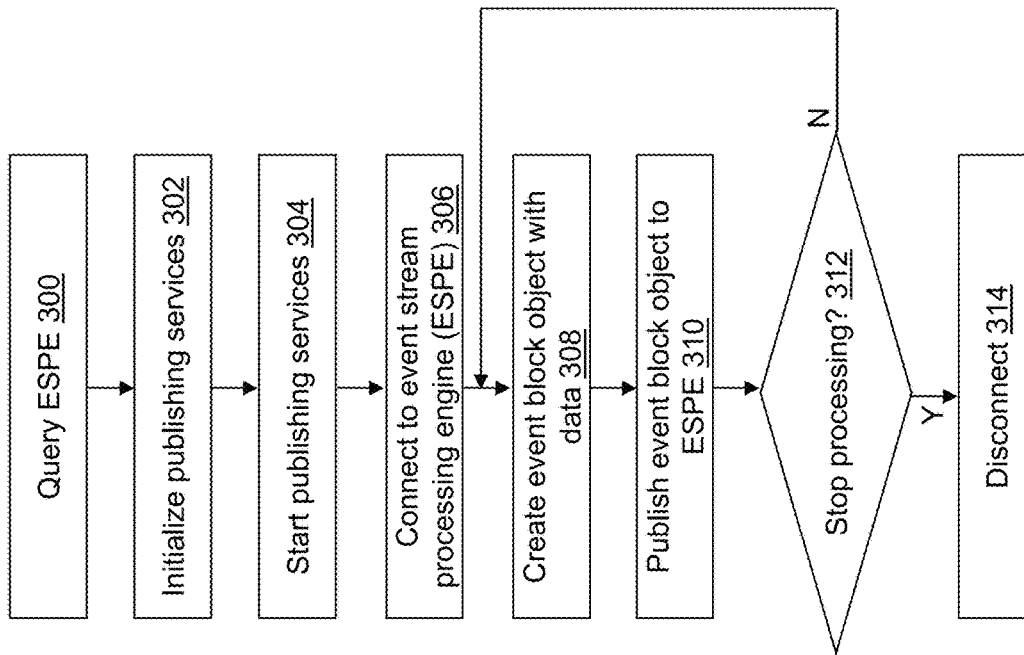 Query ESPE 300
Initialize publishing services 302
Start publishing services 304
Connect to event stream
processing engine (ESPE) 306
Create event block object with
data 308
Publish event block object to
ESPE 310
Stop processing? 312
N
Y
Disconnect 314